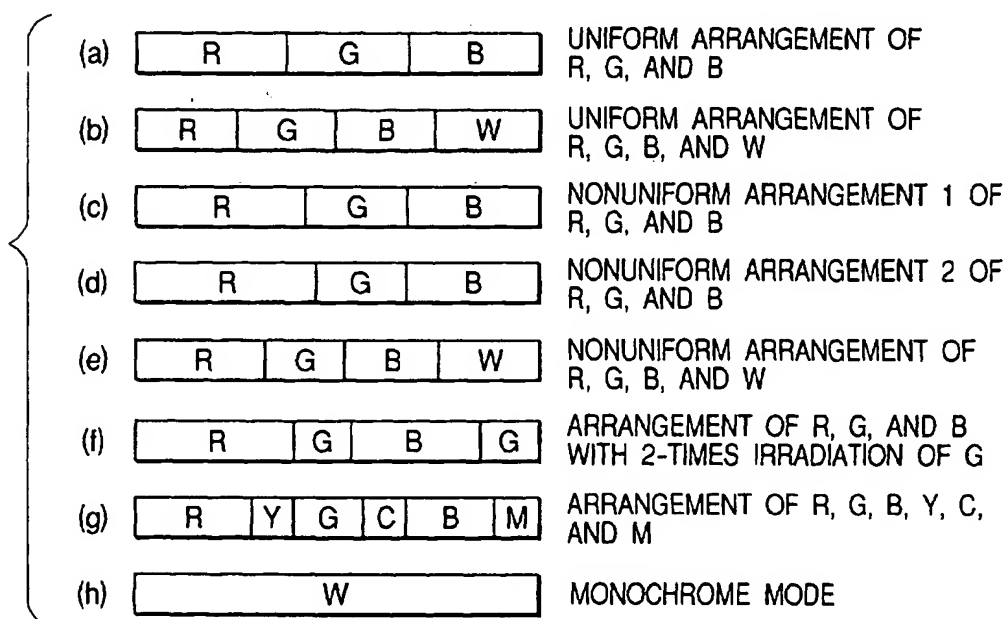 (a) R G B UNIFORM ARRANGEMENT OF
R, G, AND B
(b) R G B W UNIFORM ARRANGEMENT OF
R, G, B, AND W
(c) R G B NONUNIFORM ARRANGEMENT 1 OF
R, G, AND B
(d) R G B NONUNIFORM ARRANGEMENT 2 OF
R, G, AND B
(e) R G B W NONUNIFORM ARRANGEMENT OF
R, G, B, AND W
(f) R G B G ARRANGEMENT OF R, G, AND B
WITH 2-TIMES IRRADIATION OF G
(g) R Y G C B M ARRANGEMENT OF R, G, B, Y, C,
AND M
(h) W MONOCHROME MODE